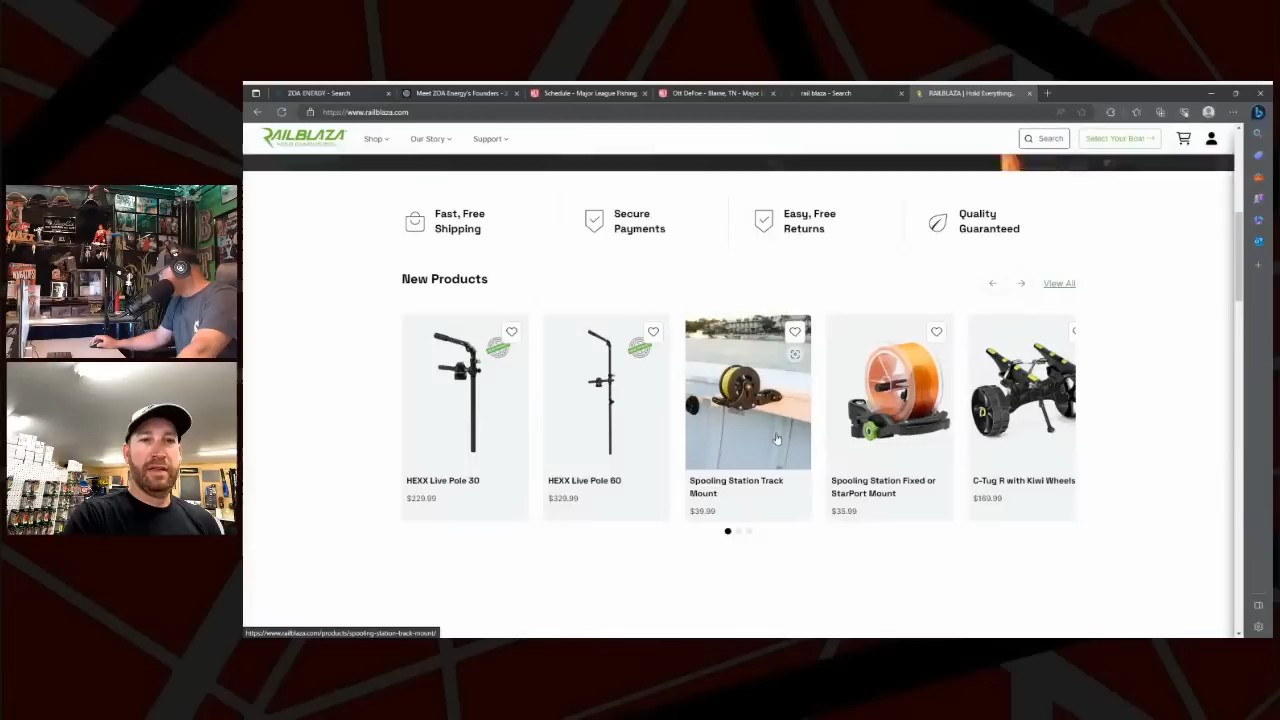 ZOA ENERGY - Search
Meet ZOA Energy's Founders - Z
Schedule - Major League Fishing
Ott DeFoe - Blaine, TN - Major L
rail blaza - Search
RAILBLAZA | Hold Everything
https://www.railblaza.com
RAILBLAZA
Shop
Our Story
Support
Search
Select Your Boat
Fast, Free
Shipping
Secure
Payments
Easy, Free
Returns
Quality
Guaranteed
New Products
View All
HEXX Live Pole 30
$229.99
HEXX Live Pole 60
$329.99
Spooling Station Track
Mount
$39.99
Spooling Station Fixed or
StarPort Mount
$35.99
C-Tug R with Kiwi Wheels
$169.99
https://www.railblaza.com/products/spooling-station-track-mount/